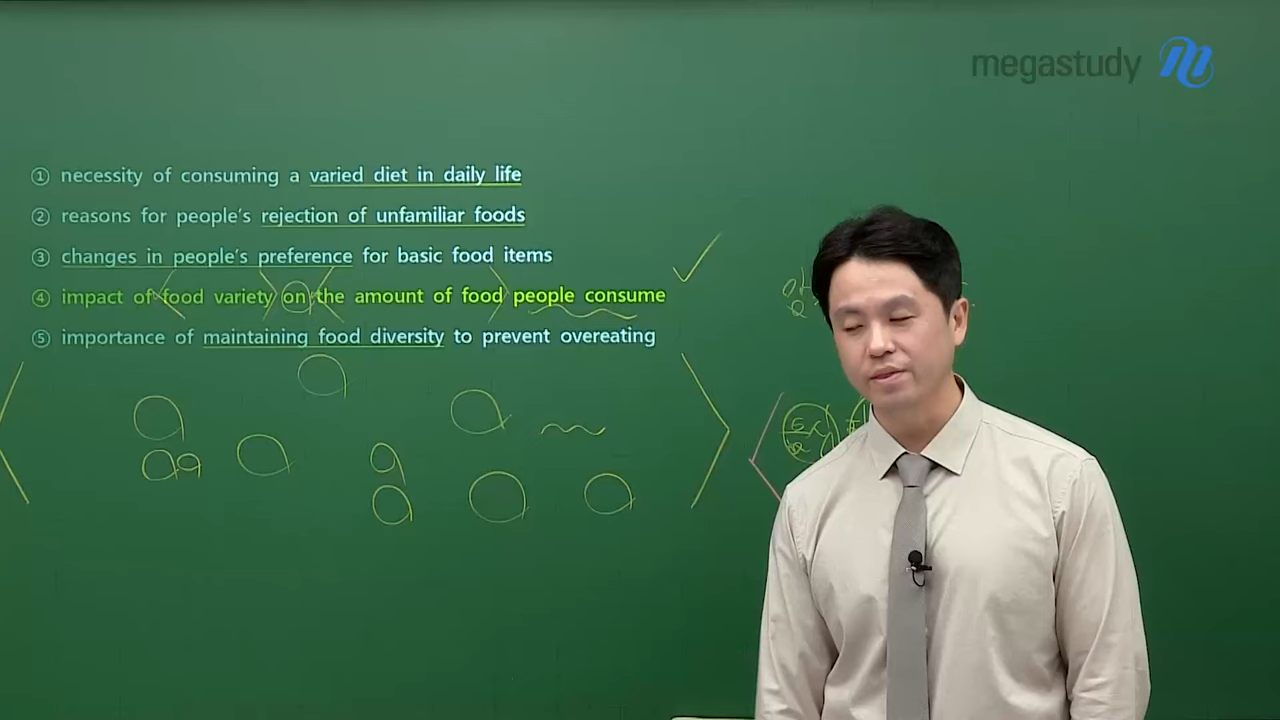 megastudy
① necessity of consuming a varied diet in daily life
② reasons for people's rejection of unfamiliar foods
③ changes in people's preference for basic food items
④ impact of food variety on the amount of food people consume
⑤ importance of maintaining food diversity to prevent overeating